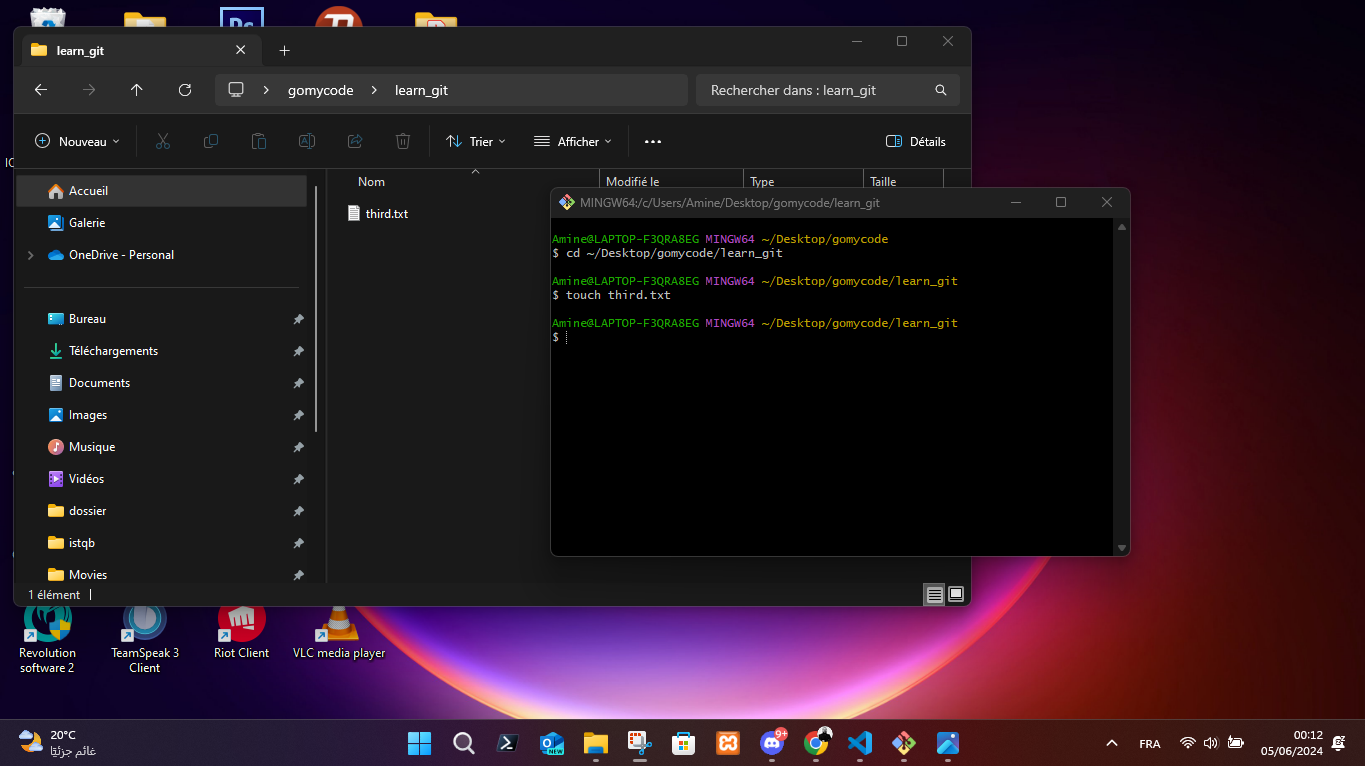 learn_git
gomycode
learn_git
Rechercher dans : learn_git
Nouveau
Trier
Afficher
Détails
Accueil
Galerie
OneDrive - Personal
Bureau
Téléchargements
Documents
Images
Musique
Vidéos
dossier
istqb
Movies
Nom
Modifié le
Type
Taille
third.txt
1 élément
MINGW64:/c/Users/Amine/Desktop/gomycode/learn_git
Amine@LAPTOP-F3QRA8EG MINGW64 ~/Desktop/gomycode
$ cd ~/Desktop/gomycode/learn_git
Amine@LAPTOP-F3QRA8EG MINGW64 ~/Desktop/gomycode/learn_git
$ touch third.txt
Amine@LAPTOP-F3QRA8EG MINGW64 ~/Desktop/gomycode/learn_git
$
Revolution
software 2
TeamSpeak 3
Client
Riot Client
VLC media player
20°C
غائم جزئيًا
NEW
9+
FRA
00:12
05/06/2024